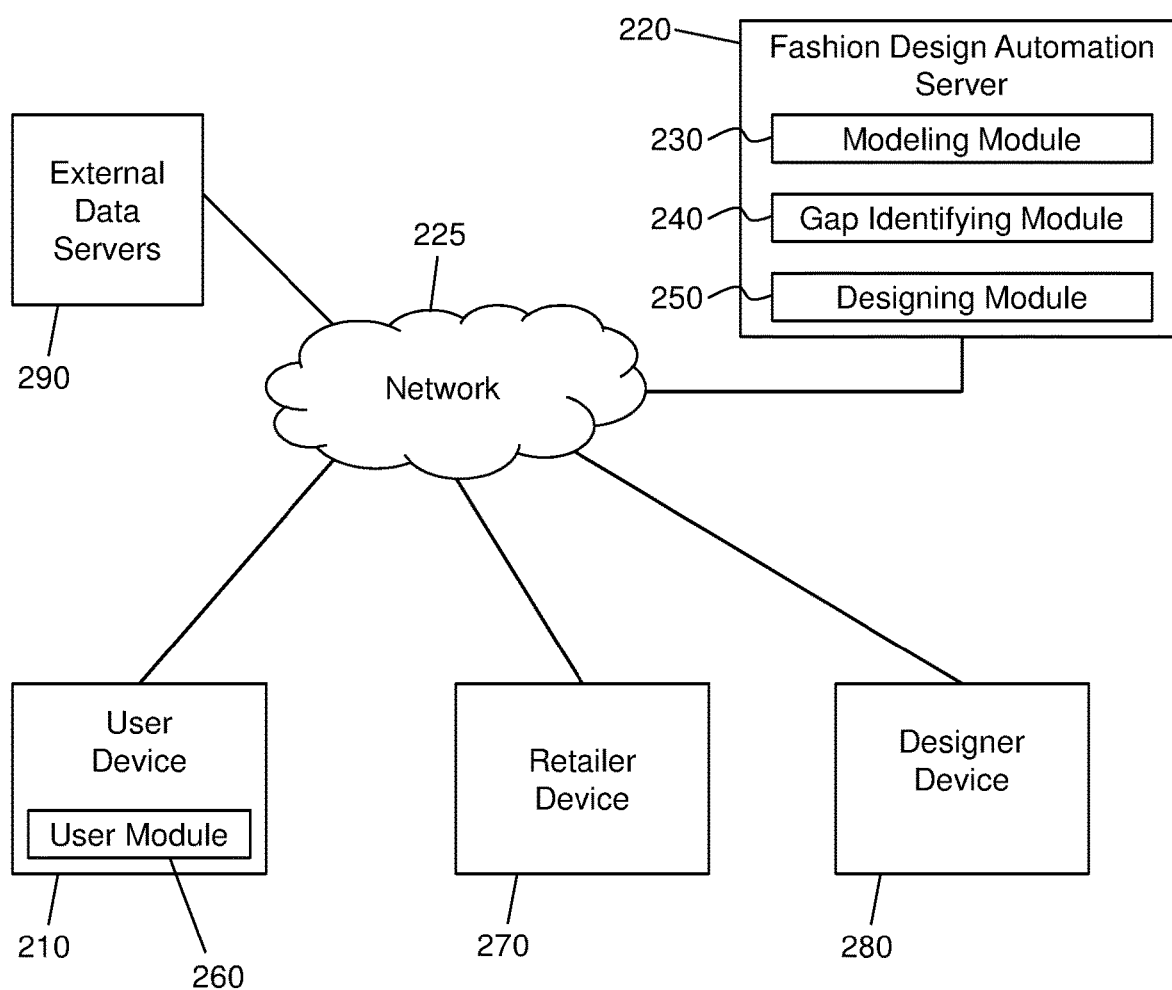 220
Fashion Design Automation
Server
230
Modeling Module
240
Gap Identifying Module
250
Designing Module
External
Data
Servers
290
225
Network
User
Device
User Module
210
260
Retailer
Device
270
Designer
Device
280